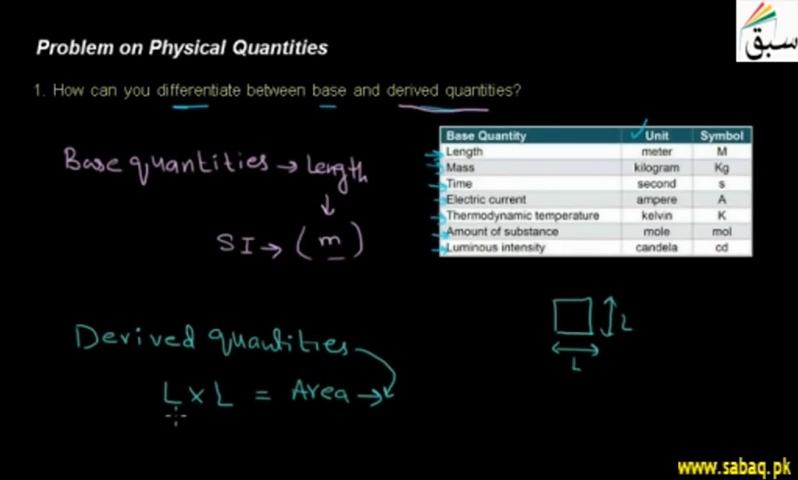 سبق
Problem on Physical Quantities
1. How can you differentiate between base and derived quantities?
Base Quantity Unit Symbol
Length meter M
Mass kilogram Kg
Time second s
Electric current ampere A
Thermodynamic temperature kelvin K
Amount of substance mole mol
Luminous intensity candela cd
Base quantities → Length
↓
SI → (m)
L
L
Derived quantities
L × L = Area →
www.sabaq.pk